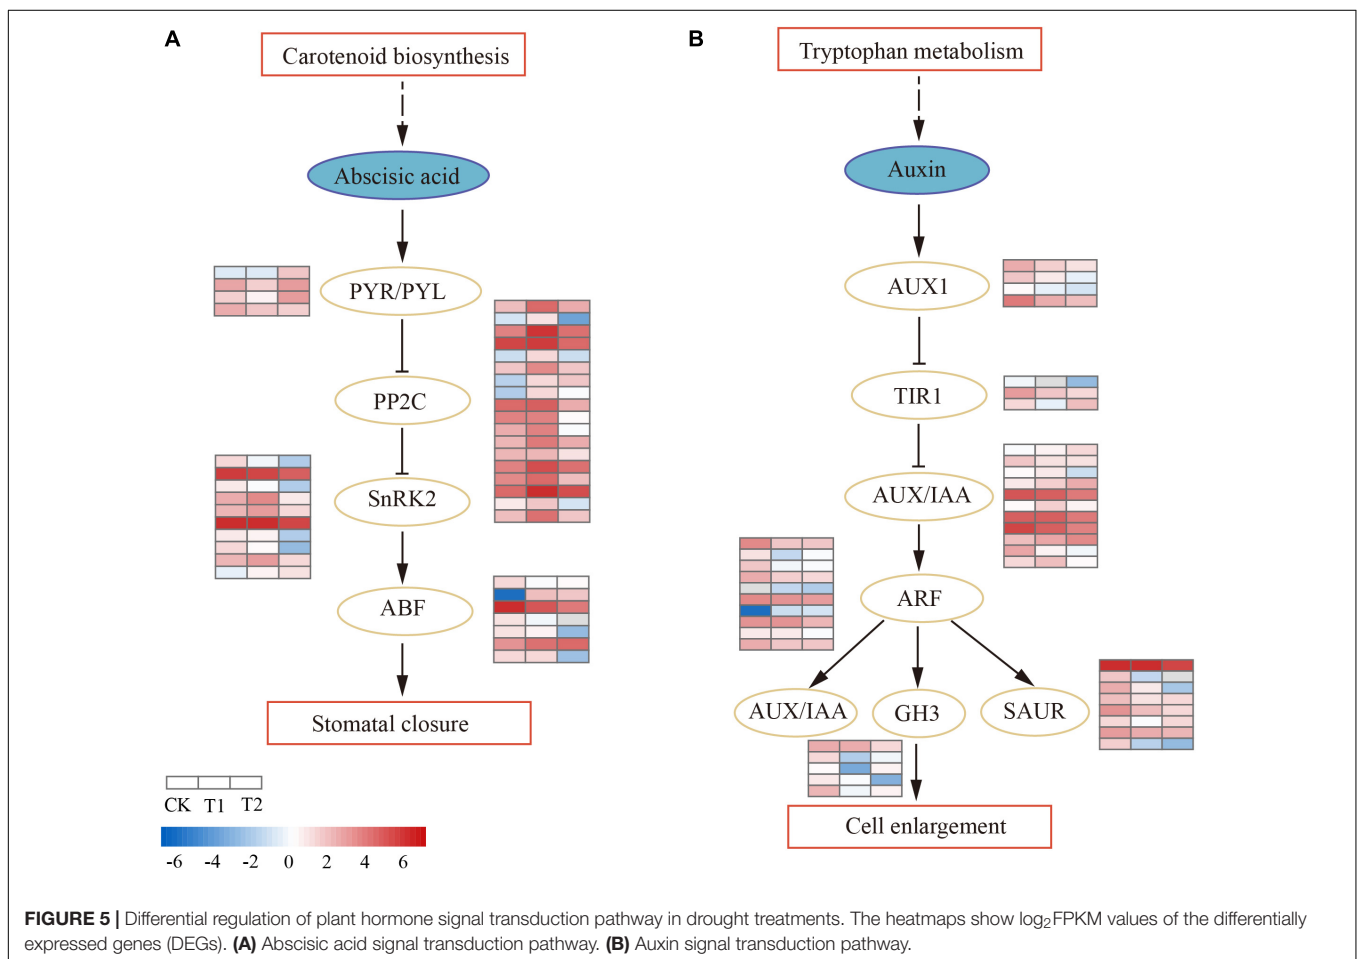 A
Carotenoid biosynthesis
Abscisic acid
PYR/PYL
PP2C
SnRK2
ABF
Stomatal closure
CK T1 T2
-6 -4 -2 0 2 4 6
B
Tryptophan metabolism
Auxin
AUX1
TIR1
AUX/IAA
ARF
AUX/IAA GH3 SAUR
Cell enlargement
FIGURE 5 | Differential regulation of plant hormone signal transduction pathway in drought treatments. The heatmaps show log₂FPKM values of the differentially
expressed genes (DEGs). (A) Abscisic acid signal transduction pathway. (B) Auxin signal transduction pathway.